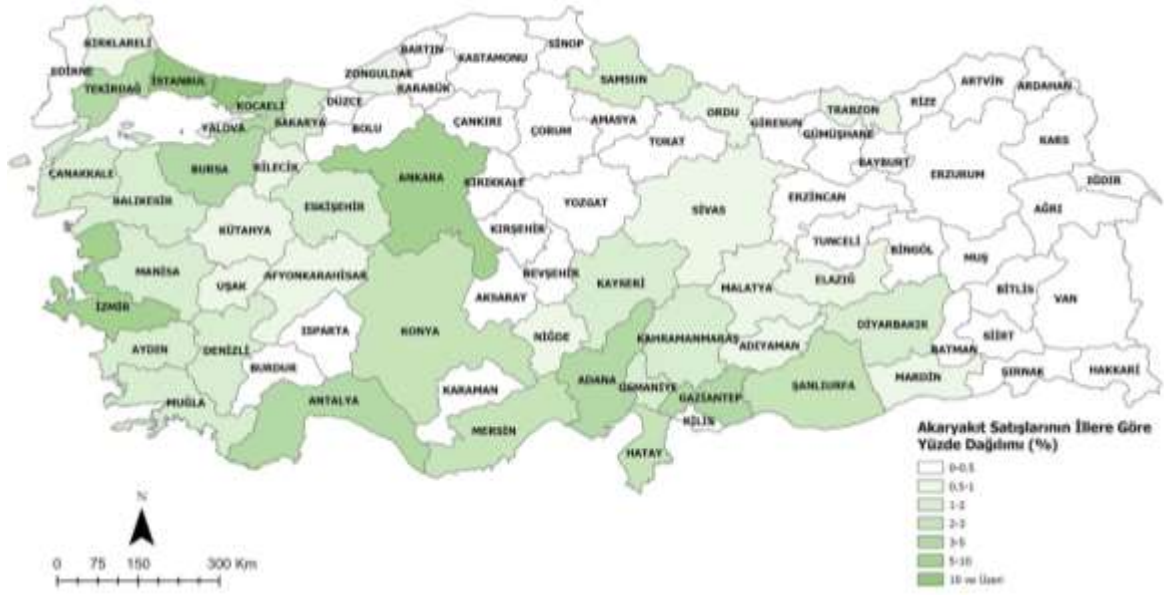 KIRKLARELİ
EDİRNE
TEKİRDAĞ
İSTANBUL
KOCAELİ
YALOVA
SAKARYA
DÜZCE
BOLU
ZONGULDAK
BARTIN
KARABÜK
KASTAMONU
SİNOP
ÇANKIRI
ÇORUM
SAMSUN
AMASYA
TOKAT
ORDU
GİRESUN
TRABZON
GÜMÜŞHANE
RİZE
BAYBURT
ARTVİN
ARDAHAN
KARS
IĞDIR
AĞRI
ERZURUM
ERZİNCAN
ÇANAKKALE
BALIKESİR
BURSA
BİLECİK
ESKİŞEHİR
ANKARA
KIRIKKALE
KIRŞEHİR
YOZGAT
SİVAS
TUNCELİ
BİNGÖL
MUŞ
BİTLİS
VAN
KÜTAHYA
MANİSA
UŞAK
AFYONKARAHİSAR
NEVŞEHİR
AKSARAY
KAYSERİ
MALATYA
ELAZIĞ
DİYARBAKIR
BATMAN
SİİRT
ŞIRNAK
HAKKARİ
İZMİR
AYDIN
DENİZLİ
ISPARTA
BURDUR
KONYA
NİĞDE
KAHRAMANMARAŞ
ADIYAMAN
MARDİN
MUĞLA
ANTALYA
KARAMAN
MERSİN
ADANA
OSMANİYE
GAZİANTEP
KİLİS
ŞANLIURFA
HATAY
Akaryakıt Satışlarının İllere Göre
Yüzde Dağılımı (%)
0-0.5
0.5-1
1-2
2-3
3-5
5-10
10 ve Üzeri
N
0 75 150 300 Km